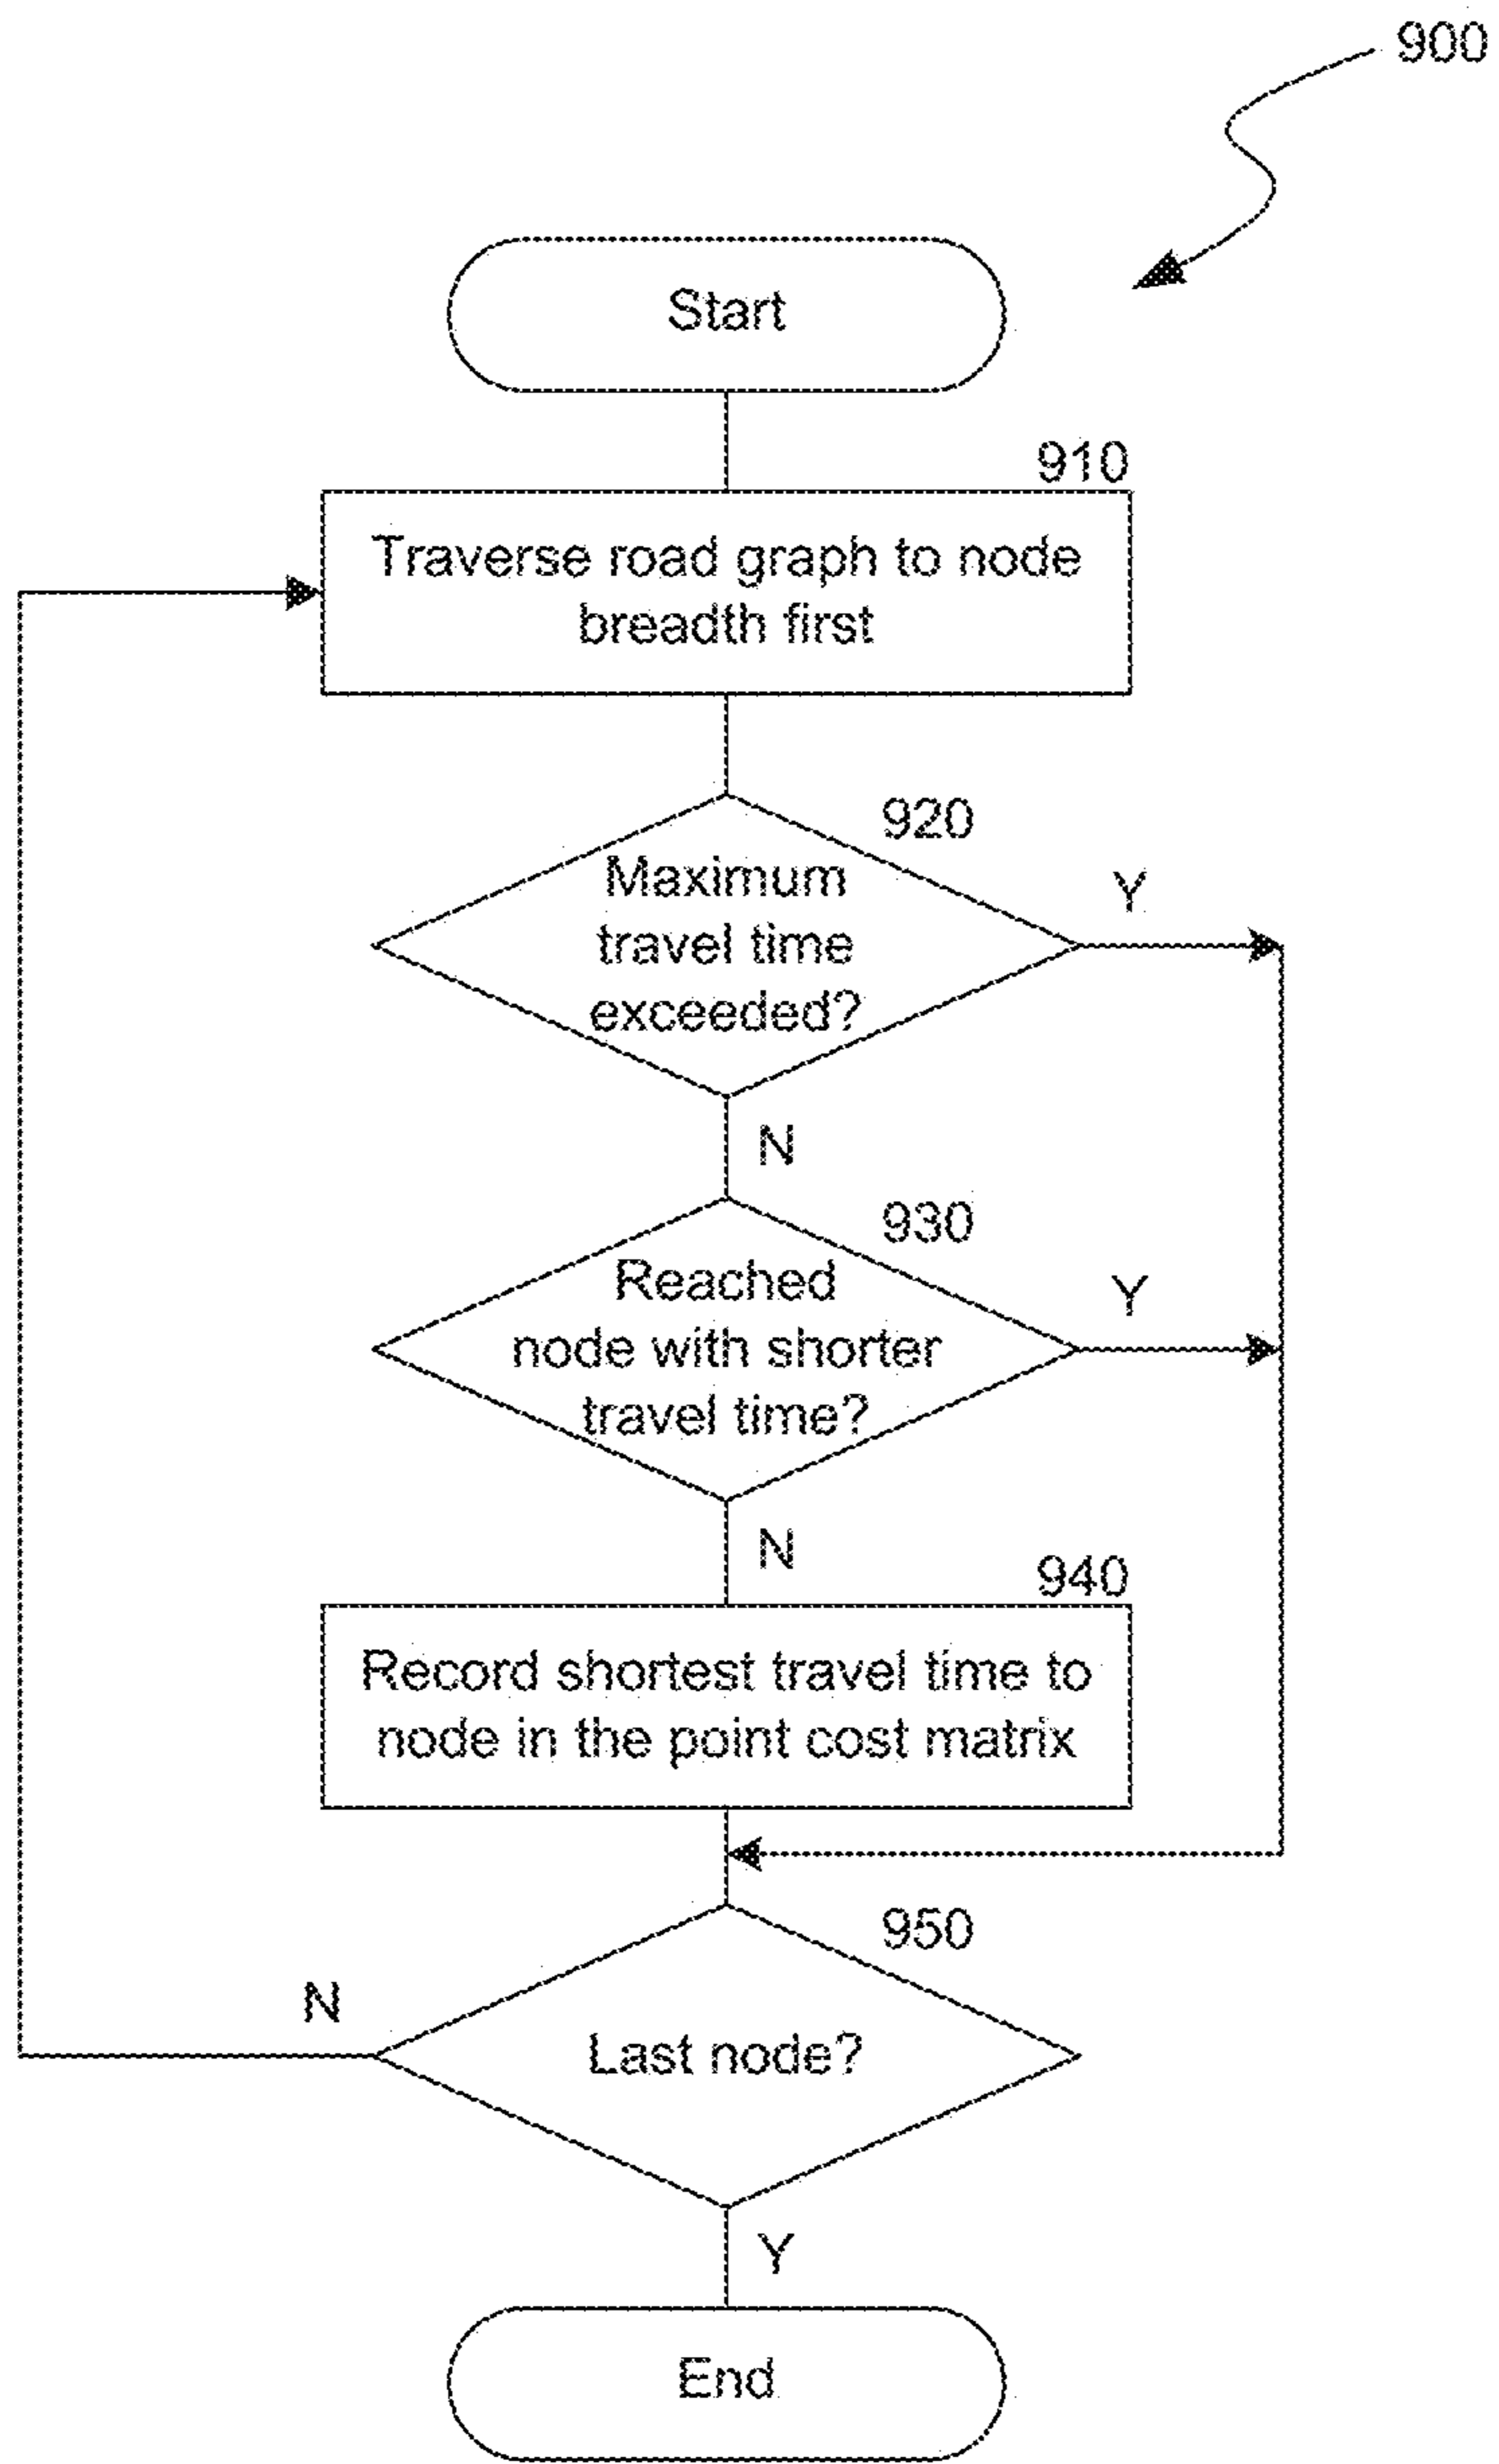 900
Start
910
Traverse road graph to node
breadth first
920
Maximum
travel time
exceeded?
Y
N
930
Reached
node with shorter
travel time?
Y
N
940
Record shortest travel time to
node in the point cost matrix
950
N
Last node?
Y
End